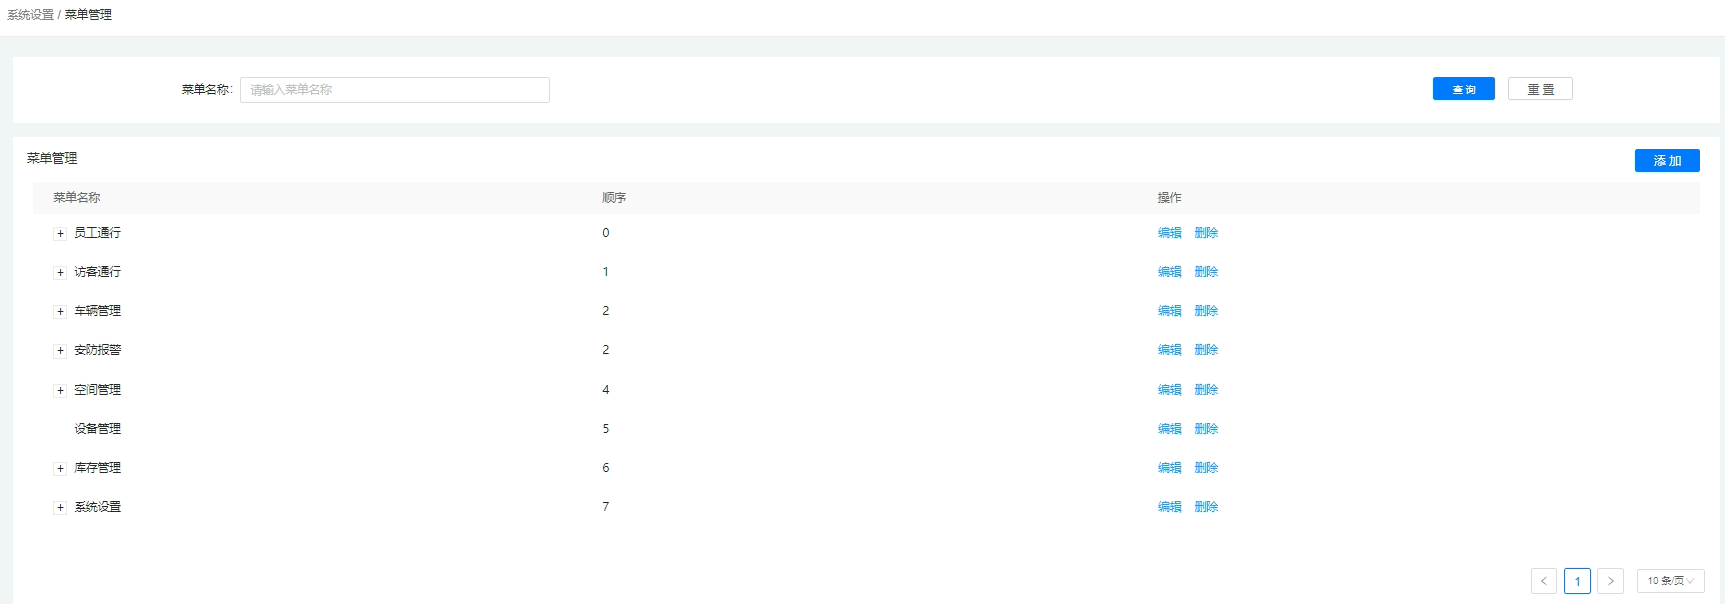 系统设置 / 菜单管理
菜单名称: 请输入菜单名称 查 询 重 置
菜单管理 添 加
菜单名称 顺序 操作
+ 员工通行 0 编辑 删除
+ 访客通行 1 编辑 删除
+ 车辆管理 2 编辑 删除
+ 安防报警 2 编辑 删除
+ 空间管理 4 编辑 删除
设备管理 5 编辑 删除
+ 库存管理 6 编辑 删除
+ 系统设置 7 编辑 删除
< 1 > 10 条/页